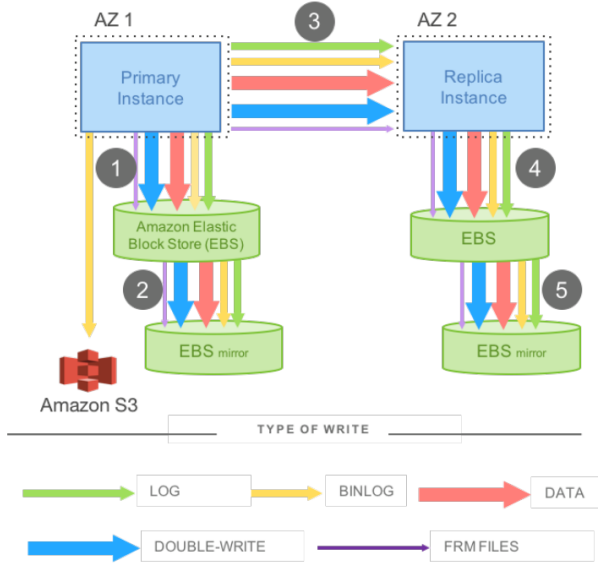 AZ 1
3
AZ 2
Primary
Instance
Replica
Instance
1
4
Amazon Elastic
Block Store (EBS)
EBS
2
5
EBS mirror
EBS mirror
Amazon S3
TYPE OF WRITE
LOG
BINLOG
DATA
DOUBLE-WRITE
FRM FILES